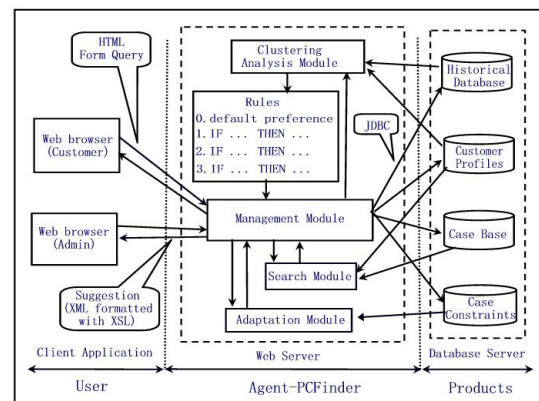 HTML
Form Query
Clustering
Analysis Module
Historical
Database
Rules
0. default preference
1. IF ... THEN ...
2. IF ... THEN ...
3. IF ... THEN ...
JDBC
Web browser
(Customer)
Customer
Profiles
Management Module
Web browser
(Admin)
Case Base
Search Module
Suggestion
(XML formatted
with XSL)
Adaptation Module
Case
Constraints
Client Application
Web Server
Database Server
User
Agent-PCFinder
Products